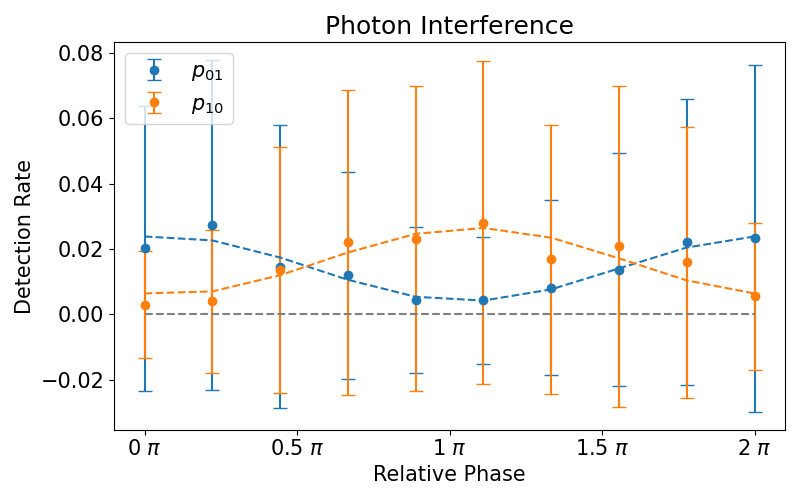 Photon Interference
p01
p10
Detection Rate
0.08
0.06
0.04
0.02
0.00
−0.02
0 π 0.5 π 1 π 1.5 π 2 π
Relative Phase